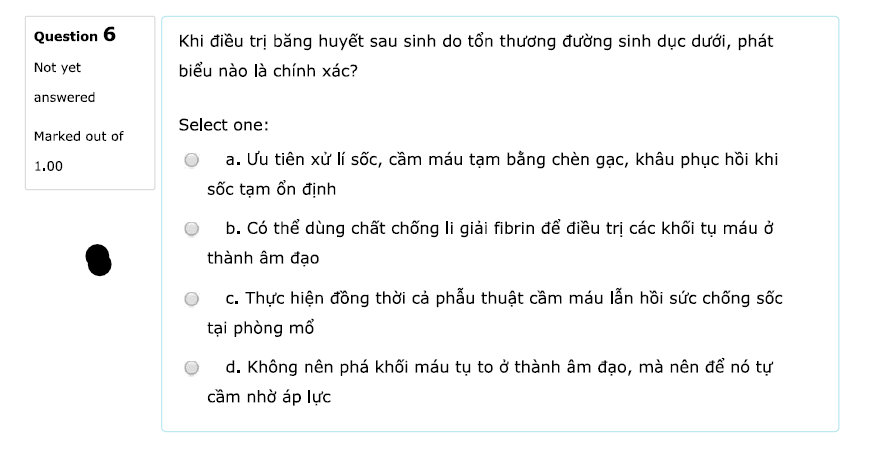 Question 6
Not yet
answered
Marked out of
1.00
Khi điều trị băng huyết sau sinh do tổn thương đường sinh dục dưới, phát
biểu nào là chính xác?
Select one:
a. Ưu tiên xử lí sốc, cầm máu tạm bằng chèn gạc, khâu phục hồi khi
sốc tạm ổn định
b. Có thể dùng chất chống li giải fibrin để điều trị các khối tụ máu ở
thành âm đạo
c. Thực hiện đồng thời cả phẫu thuật cầm máu lẫn hồi sức chống sốc
tại phòng mổ
d. Không nên phá khối máu tụ to ở thành âm đạo, mà nên để nó tự
cầm nhờ áp lực